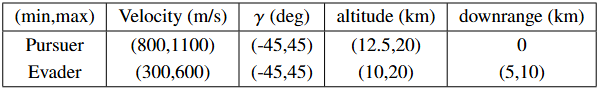 (min,max) Velocity (m/s) γ (deg) altitude (km) downrange (km)
Pursuer (800,1100) (-45,45) (12.5,20) 0
Evader (300,600) (-45,45) (10,20) (5,10)